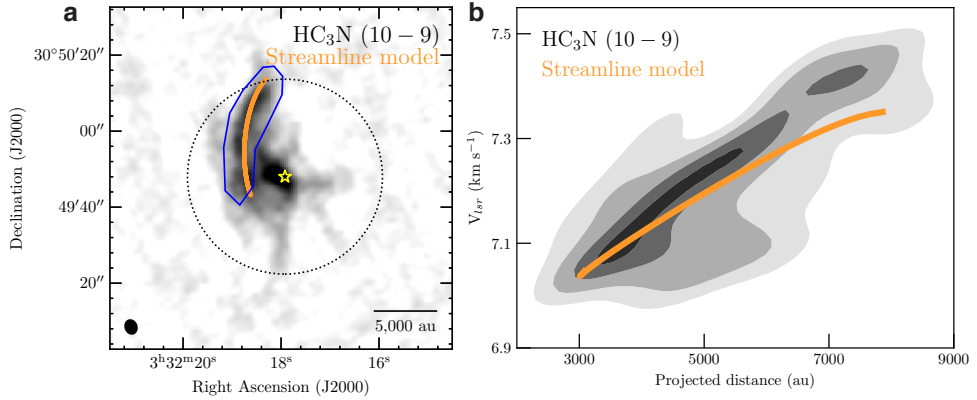 a
HC₃N (10 − 9)
Streamline model
30°50′20″
00″
49′40″
20″
Declination (J2000)
5,000 au
3ʰ32ᵐ20ˢ
18ˢ
16ˢ
Right Ascension (J2000)
b
HC₃N (10 − 9)
Streamline model
7.5
7.3
7.1
6.9
V_lsr (km s⁻¹)
3000
5000
7000
9000
Projected distance (au)